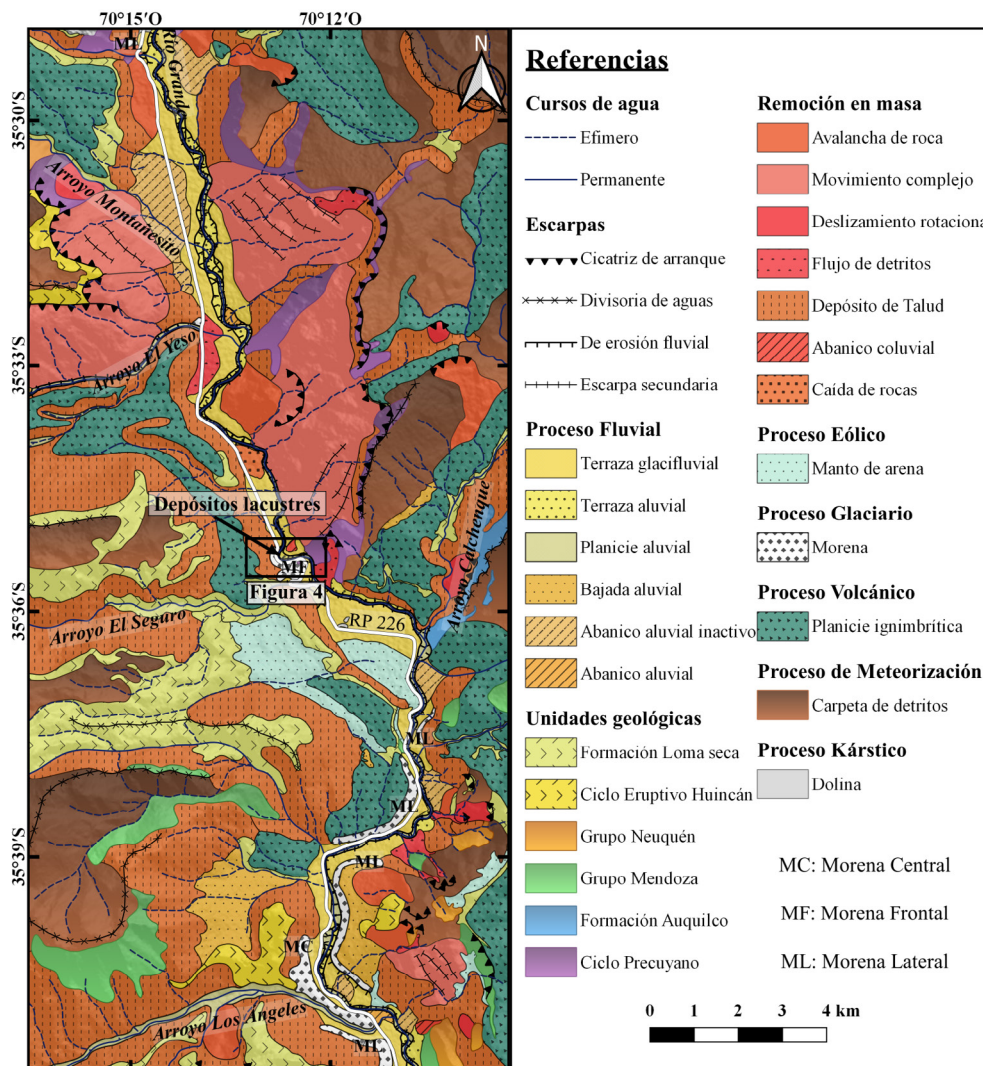 70°15'O
70°12'O
35°30'S
35°33'S
35°36'S
35°39'S
N
ML
Río Grande
Arroyo Montañesito
Arroyo El Yeso
Depósitos lacustres
MF
Figura 4
Arroyo Calchenque
RP 226
Arroyo El Seguro
ML
ML
ML
MC
Arroyo Los Angeles
ML
Referencias
Cursos de agua
Efímero
Permanente
Escarpas
Cicatriz de arranque
Divisoria de aguas
De erosión fluvial
Escarpa secundaria
Proceso Fluvial
Terraza glacifluvial
Terraza aluvial
Planicie aluvial
Bajada aluvial
Abanico aluvial inactivo
Abanico aluvial
Unidades geológicas
Formación Loma seca
Ciclo Eruptivo Huincán
Grupo Neuquén
Grupo Mendoza
Formación Auquilco
Ciclo Precuyano
Remoción en masa
Avalancha de roca
Movimiento complejo
Deslizamiento rotaciona
Flujo de detritos
Depósito de Talud
Abanico coluvial
Caída de rocas
Proceso Eólico
Manto de arena
Proceso Glaciario
Morena
Proceso Volcánico
Planicie ignimbrítica
Proceso de Meteorización
Carpeta de detritos
Proceso Kárstico
Dolina
MC: Morena Central
MF: Morena Frontal
ML: Morena Lateral
0 1 2 3 4 km